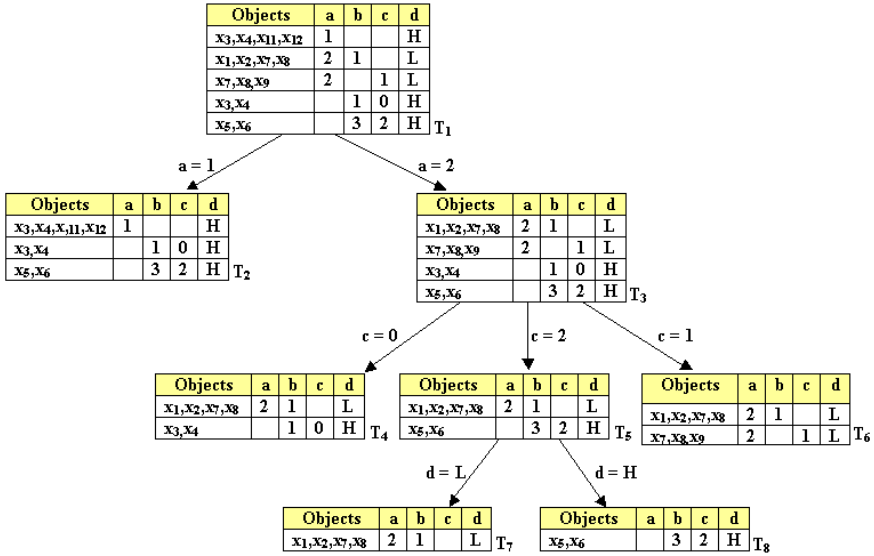 Objects a b c d
x3,x4,x11,x12 1 H
x1,x2,x7,x8 2 1 L
x7,x8,x9 2 1 L
x3,x4 1 0 H
x5,x6 3 2 H T1
a = 1 a = 2
Objects a b c d
x3,x4,x,11,x12 1 H
x3,x4 1 0 H
x5,x6 3 2 H T2
Objects a b c d
x1,x2,x7,x8 2 1 L
x7,x8,x9 2 1 L
x3,x4 1 0 H
x5,x6 3 2 H T3
c = 0 c = 2 c = 1
Objects a b c d
x1,x2,x7,x8 2 1 L
x3,x4 1 0 H T4
Objects a b c d
x1,x2,x7,x8 2 1 L
x5,x6 3 2 H T5
Objects a b c d
x1,x2,x7,x8 2 1 L
x7,x8,x9 2 1 L T6
d = L d = H
Objects a b c d
x1,x2,x7,x8 2 1 L T7
Objects a b c d
x5,x6 3 2 H T8